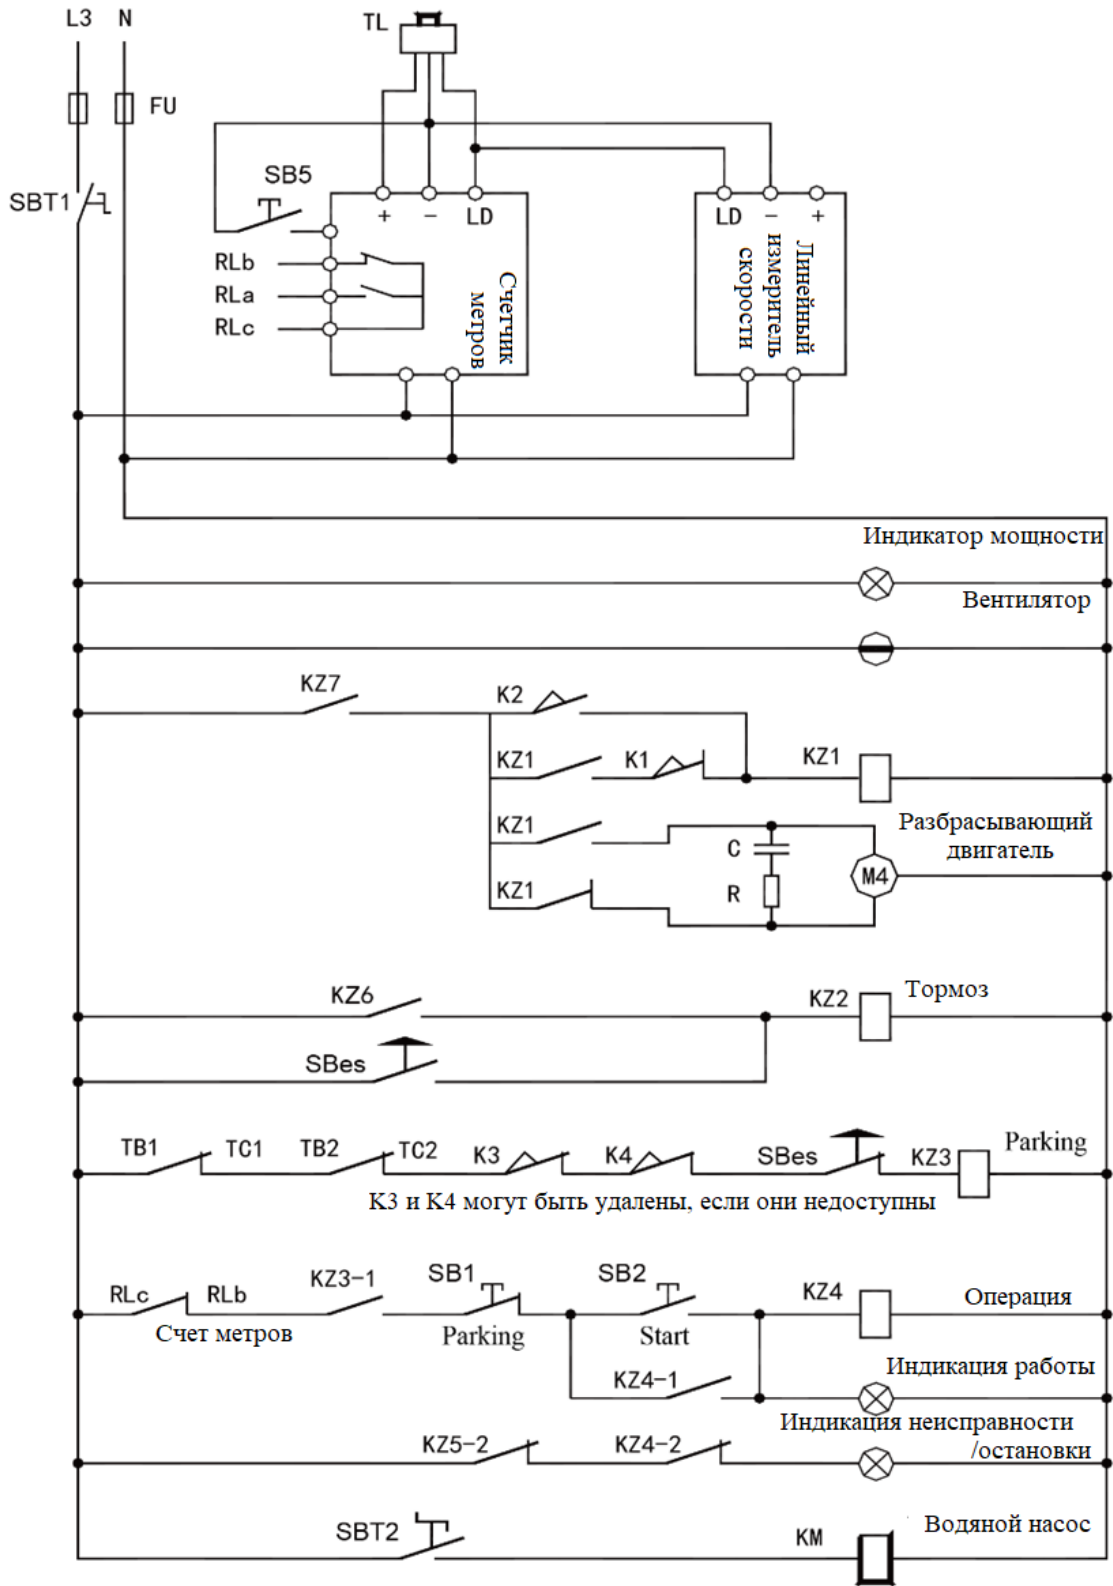 L3 N
TL
FU
SBT1
SB5
+ − LD
LD − +
RLb
RLa
RLc
Счетчик
метров
Линейный
измеритель
скорости
Индикатор мощности
Вентилятор
KZ7
K2
KZ1
K1
KZ1
KZ1
C
Разбрасывающий
двигатель
M4
KZ1
R
KZ6
KZ2
Тормоз
SBes
TB1 TC1 TB2 TC2 K3 K4 SBes KZ3 Parking
K3 и K4 могут быть удалены, если они недоступны
RLc RLb KZ3-1 SB1 SB2 KZ4 Операция
Счет метров Parking Start
KZ4-1
Индикация работы
Индикация неисправности
/остановки
KZ5-2 KZ4-2
SBT2
KM
Водяной насос